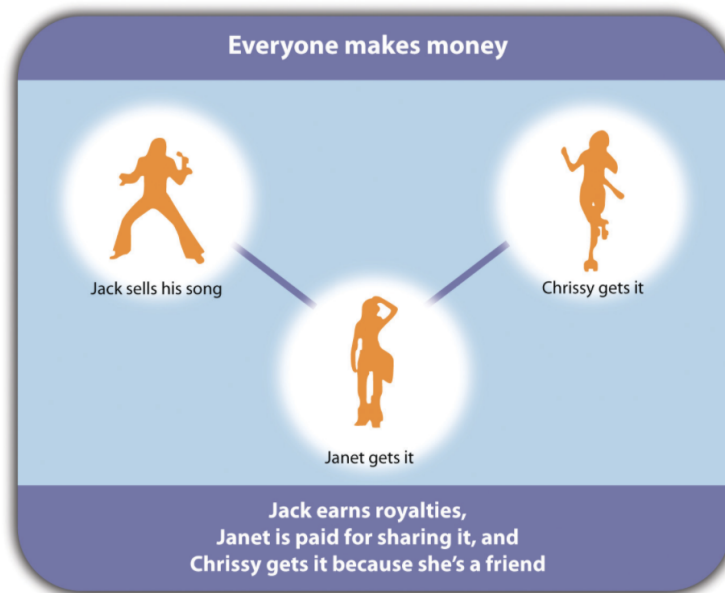 Everyone makes money
Jack sells his song
Chrissy gets it
Janet gets it
Jack earns royalties,
Janet is paid for sharing it, and
Chrissy gets it because she's a friend